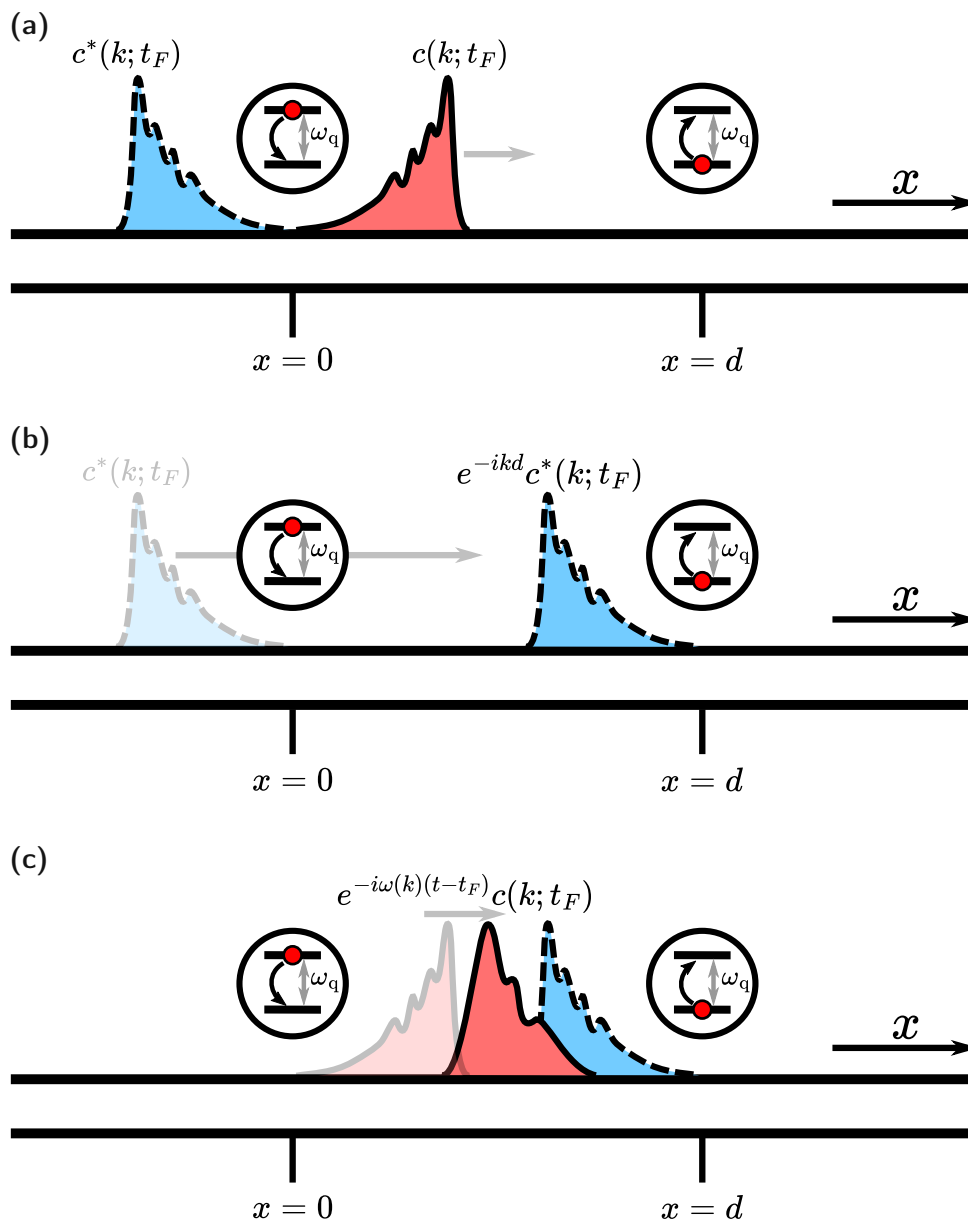 (a)
c*(k; t_F) c(k; t_F)
ω_q ω_q
x
x = 0 x = d
(b)
c*(k; t_F) e^{-ikd}c*(k; t_F)
ω_q ω_q
x
x = 0 x = d
(c)
e^{-iω(k)(t-t_F)}c(k; t_F)
ω_q ω_q
x
x = 0 x = d